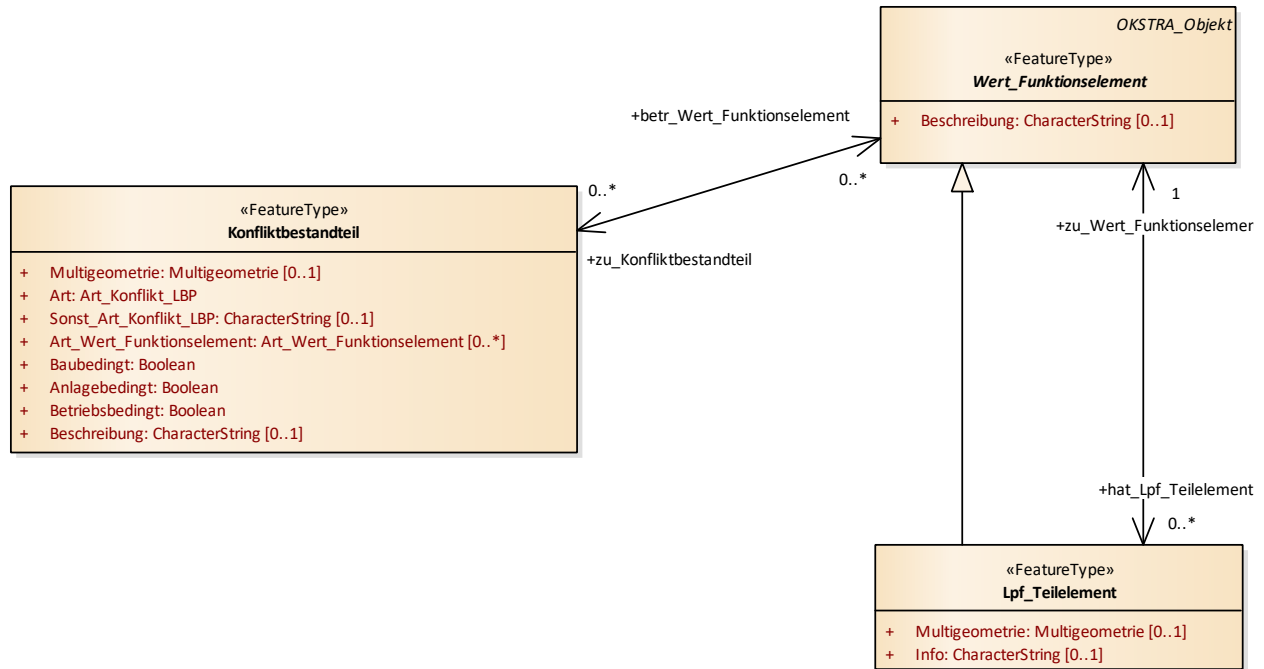 OKSTRA_Objekt
«FeatureType»
Wert_Funktionselement
+ Beschreibung: CharacterString [0..1]
+betr_Wert_Funktionselement
0..*
0..*
+zu_Konfliktbestandteil
1
+zu_Wert_Funktionselemer
«FeatureType»
Konfliktbestandteil
+ Multigeometrie: Multigeometrie [0..1]
+ Art: Art_Konflikt_LBP
+ Sonst_Art_Konflikt_LBP: CharacterString [0..1]
+ Art_Wert_Funktionselement: Art_Wert_Funktionselement [0..*]
+ Baubedingt: Boolean
+ Anlagebedingt: Boolean
+ Betriebsbedingt: Boolean
+ Beschreibung: CharacterString [0..1]
+hat_Lpf_Teilelement
0..*
«FeatureType»
Lpf_Teilelement
+ Multigeometrie: Multigeometrie [0..1]
+ Info: CharacterString [0..1]